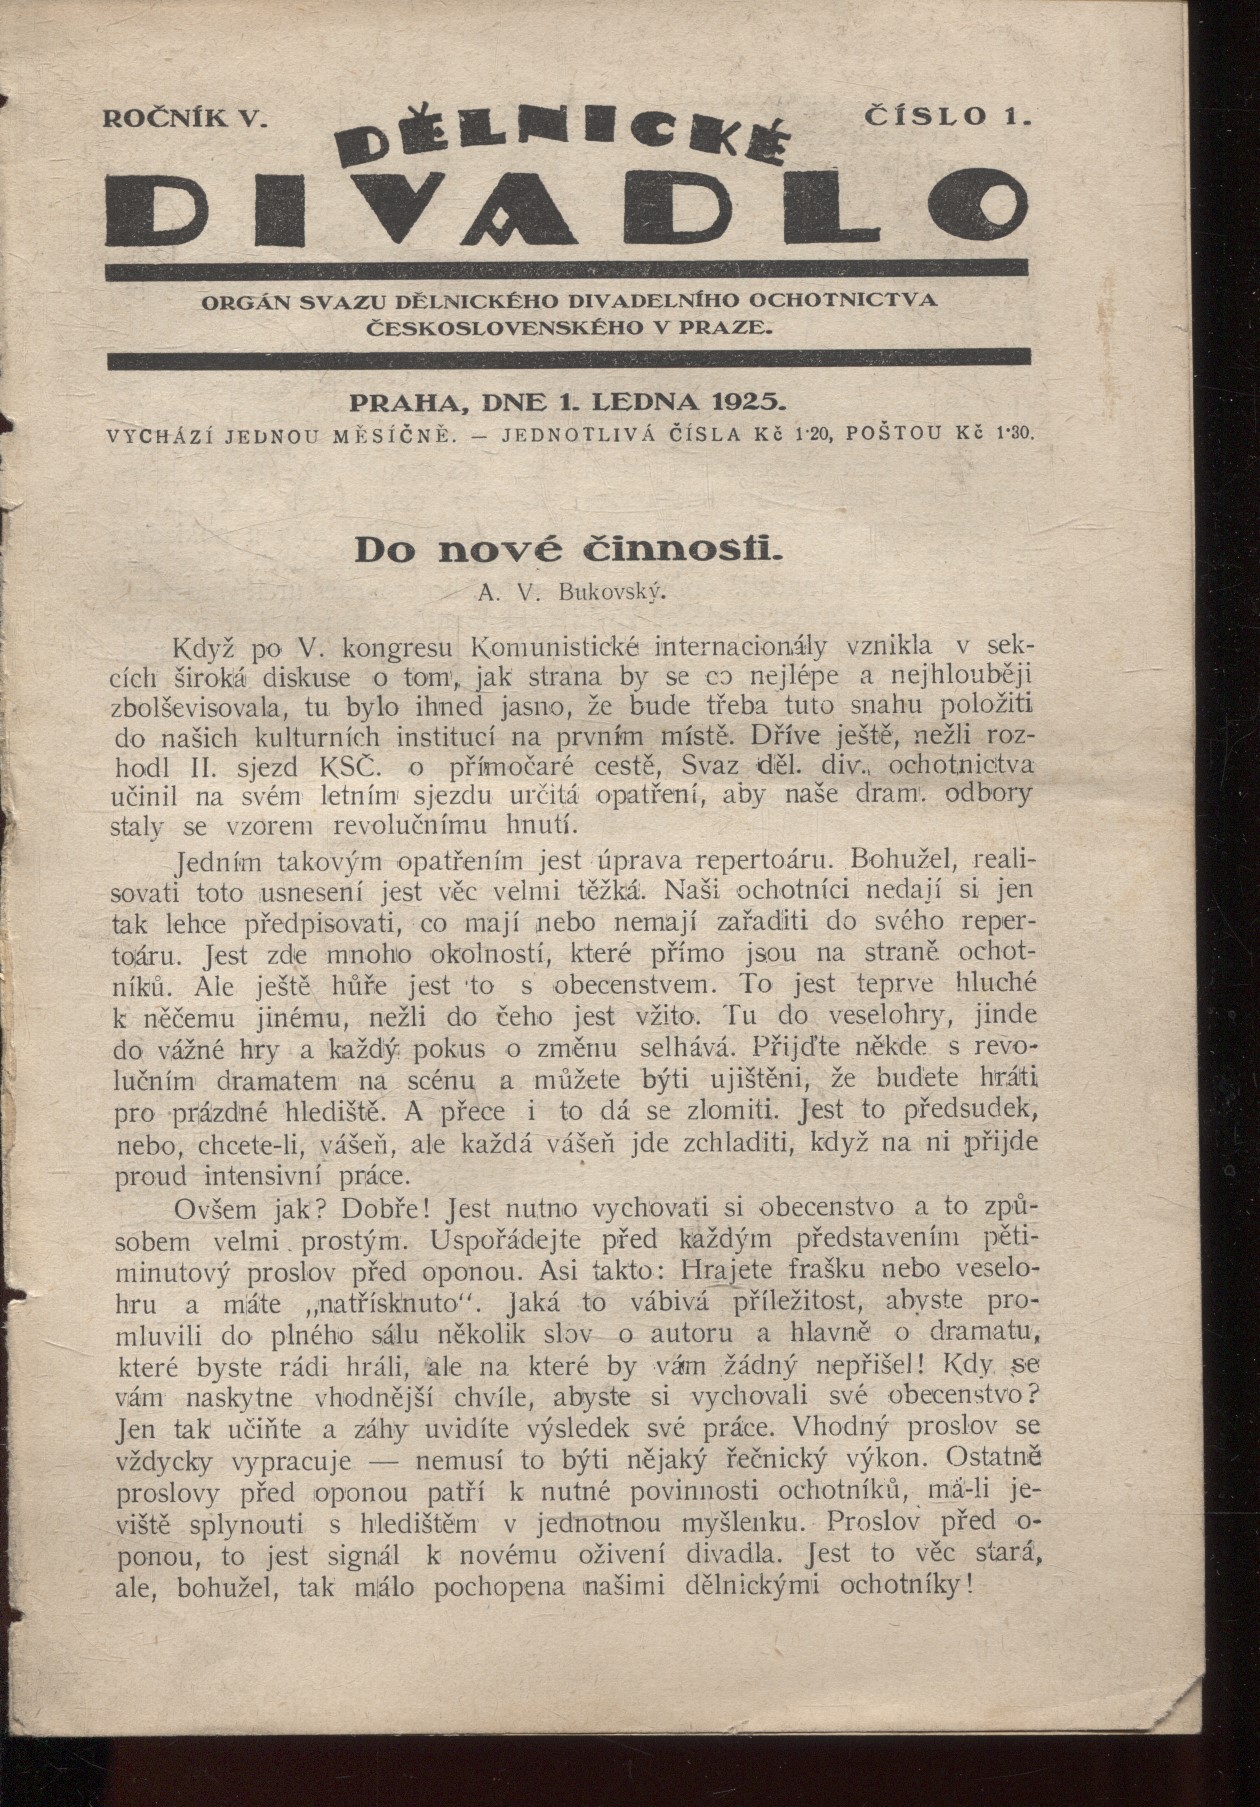 ROČNÍK V.
ČÍSLO 1.
DĚLNICKÉ
DIVADLO
ORGÁN SVAZU DĚLNICKÉHO DIVADELNÍHO OCHOTNICTVA
ČESKOSLOVENSKÉHO V PRAZE.
PRAHA, DNE 1. LEDNA 1925.
VYCHÁZÍ JEDNOU MĚSÍČNĚ. — JEDNOTLIVÁ ČÍSLA Kč 1·20, POŠTOU Kč 1·30.
Do nové činnosti.
A. V. Bukovský.
Když po V. kongresu Komunistické internacionály vznikla v sek-
cích široká diskuse o tom, jak strana by se co nejlépe a nejhlouběji
zbolševisovala, tu bylo ihned jasno, že bude třeba tuto snahu položiti
do našich kulturních institucí na prvním místě. Dříve ještě, nežli roz-
hodl II. sjezd KSČ. o přímočaré cestě, Svaz děl. div., ochotnictva
učinil na svém letním sjezdu určitá opatření, aby naše dram. odbory
staly se vzorem revolučnímu hnutí.
Jedním takovým opatřením jest úprava repertoáru. Bohužel, reali-
sovati toto usnesení jest věc velmi těžká. Naši ochotníci nedají si jen
tak lehce předpisovati, co mají nebo nemají zařaditi do svého reper-
toáru. Jest zde mnoho okolností, které přímo jsou na straně ochot-
níků. Ale ještě hůře jest to s obecenstvem. To jest teprve hluché
k něčemu jinému, nežli do čeho jest vžito. Tu do veselohry, jinde
do vážné hry a každý pokus o změnu selhává. Přijďte někde s revo-
lučním dramatem na scénu a můžete býti ujištěni, že budete hráti
pro prázdné hlediště. A přece i to dá se zlomiti. Jest to předsudek,
nebo, chcete-li, vášeň, ale každá vášeň jde zchladiti, když na ni přijde
proud intensivní práce.
Ovšem jak? Dobře! Jest nutno vychovati si obecenstvo a to způ-
sobem velmi prostým. Uspořádejte před každým představením pěti-
minutový proslov před oponou. Asi takto: Hrajete frašku nebo veselo-
hru a máte „natřísknuto“. Jaká to vábivá příležitost, abyste pro-
mluvili do plného sálu několik slov o autoru a hlavně o dramatu,
které byste rádi hráli, ale na které by vám žádný nepřišel! Kdy se
vám naskytne vhodnější chvíle, abyste si vychovali své obecenstvo?
Jen tak učiňte a záhy uvidíte výsledek své práce. Vhodný proslov se
vždycky vypracuje — nemusí to býti nějaký řečnický výkon. Ostatně
proslovy před oponou patří k nutné povinnosti ochotníků, má-li je-
viště splynouti s hledištěm v jednotnou myšlenku. Proslov před o-
ponou, to jest signál k novému oživení divadla. Jest to věc stará,
ale, bohužel, tak málo pochopena našimi dělnickými ochotníky!